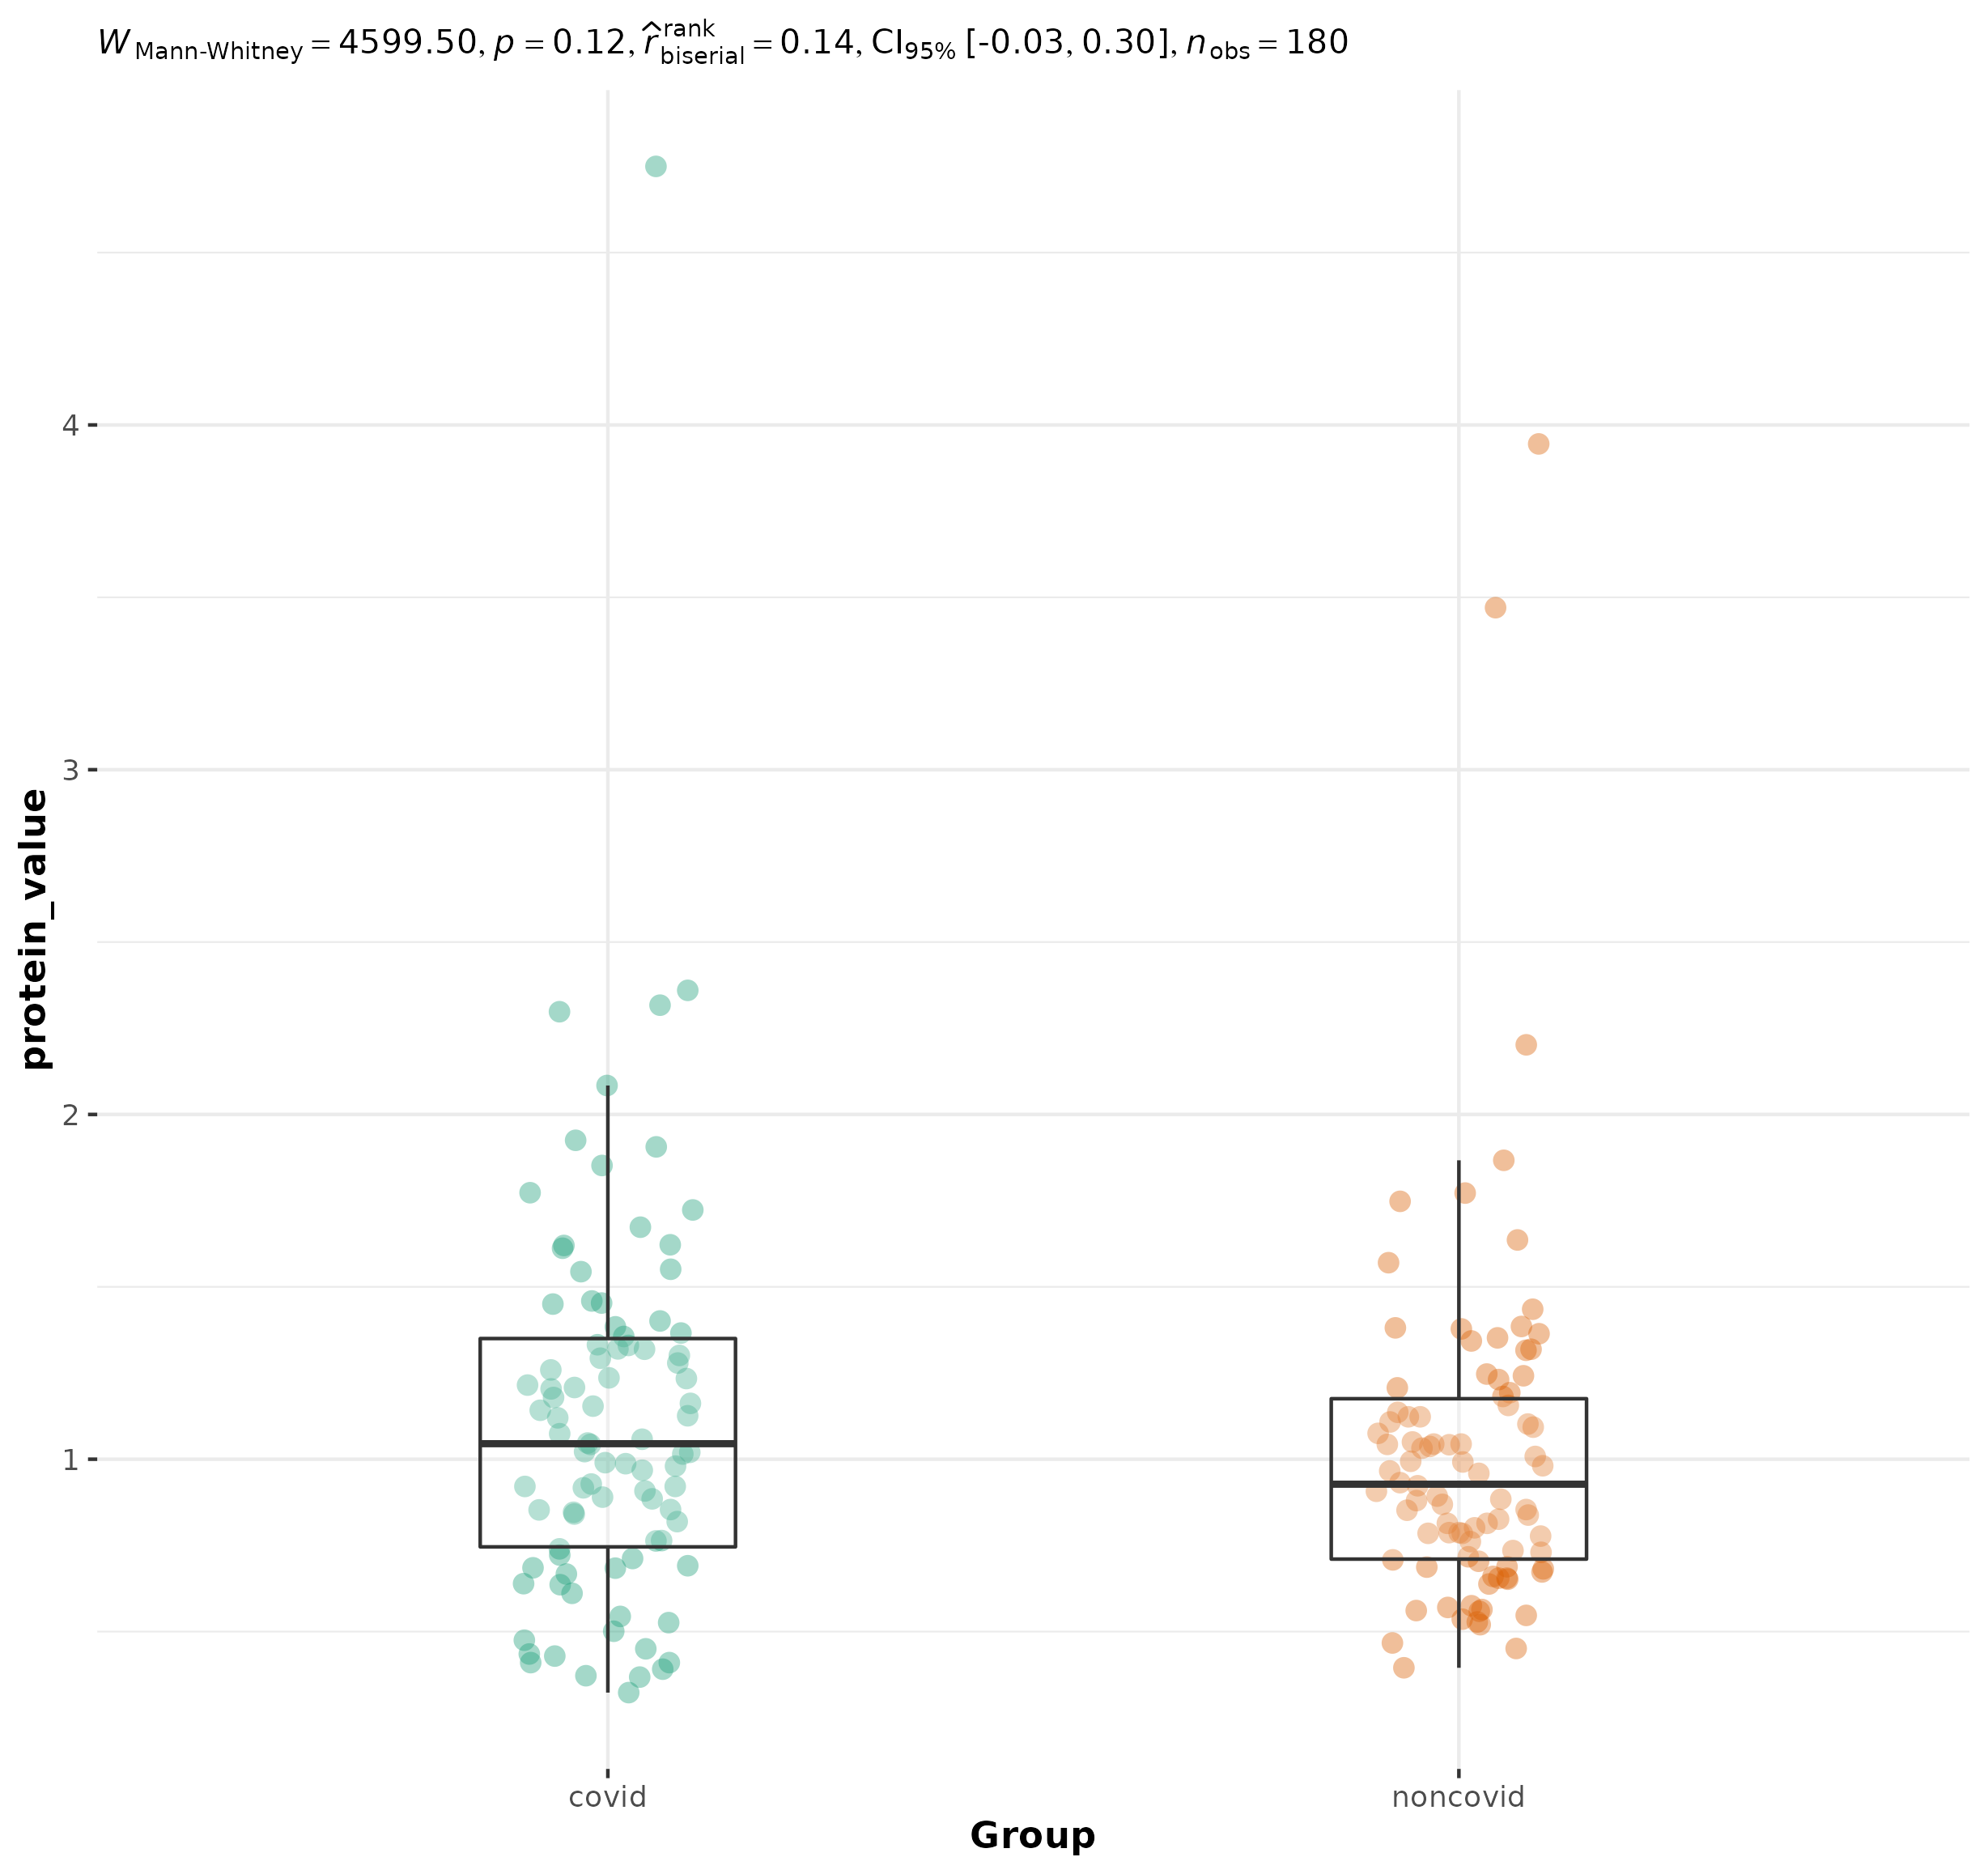 W Mann-Whitney = 4599.50, p = 0.12, r̂ rank biserial = 0.14, CI95% [-0.03, 0.30], nobs = 180
4
3
2
1
protein_value
covid noncovid
Group